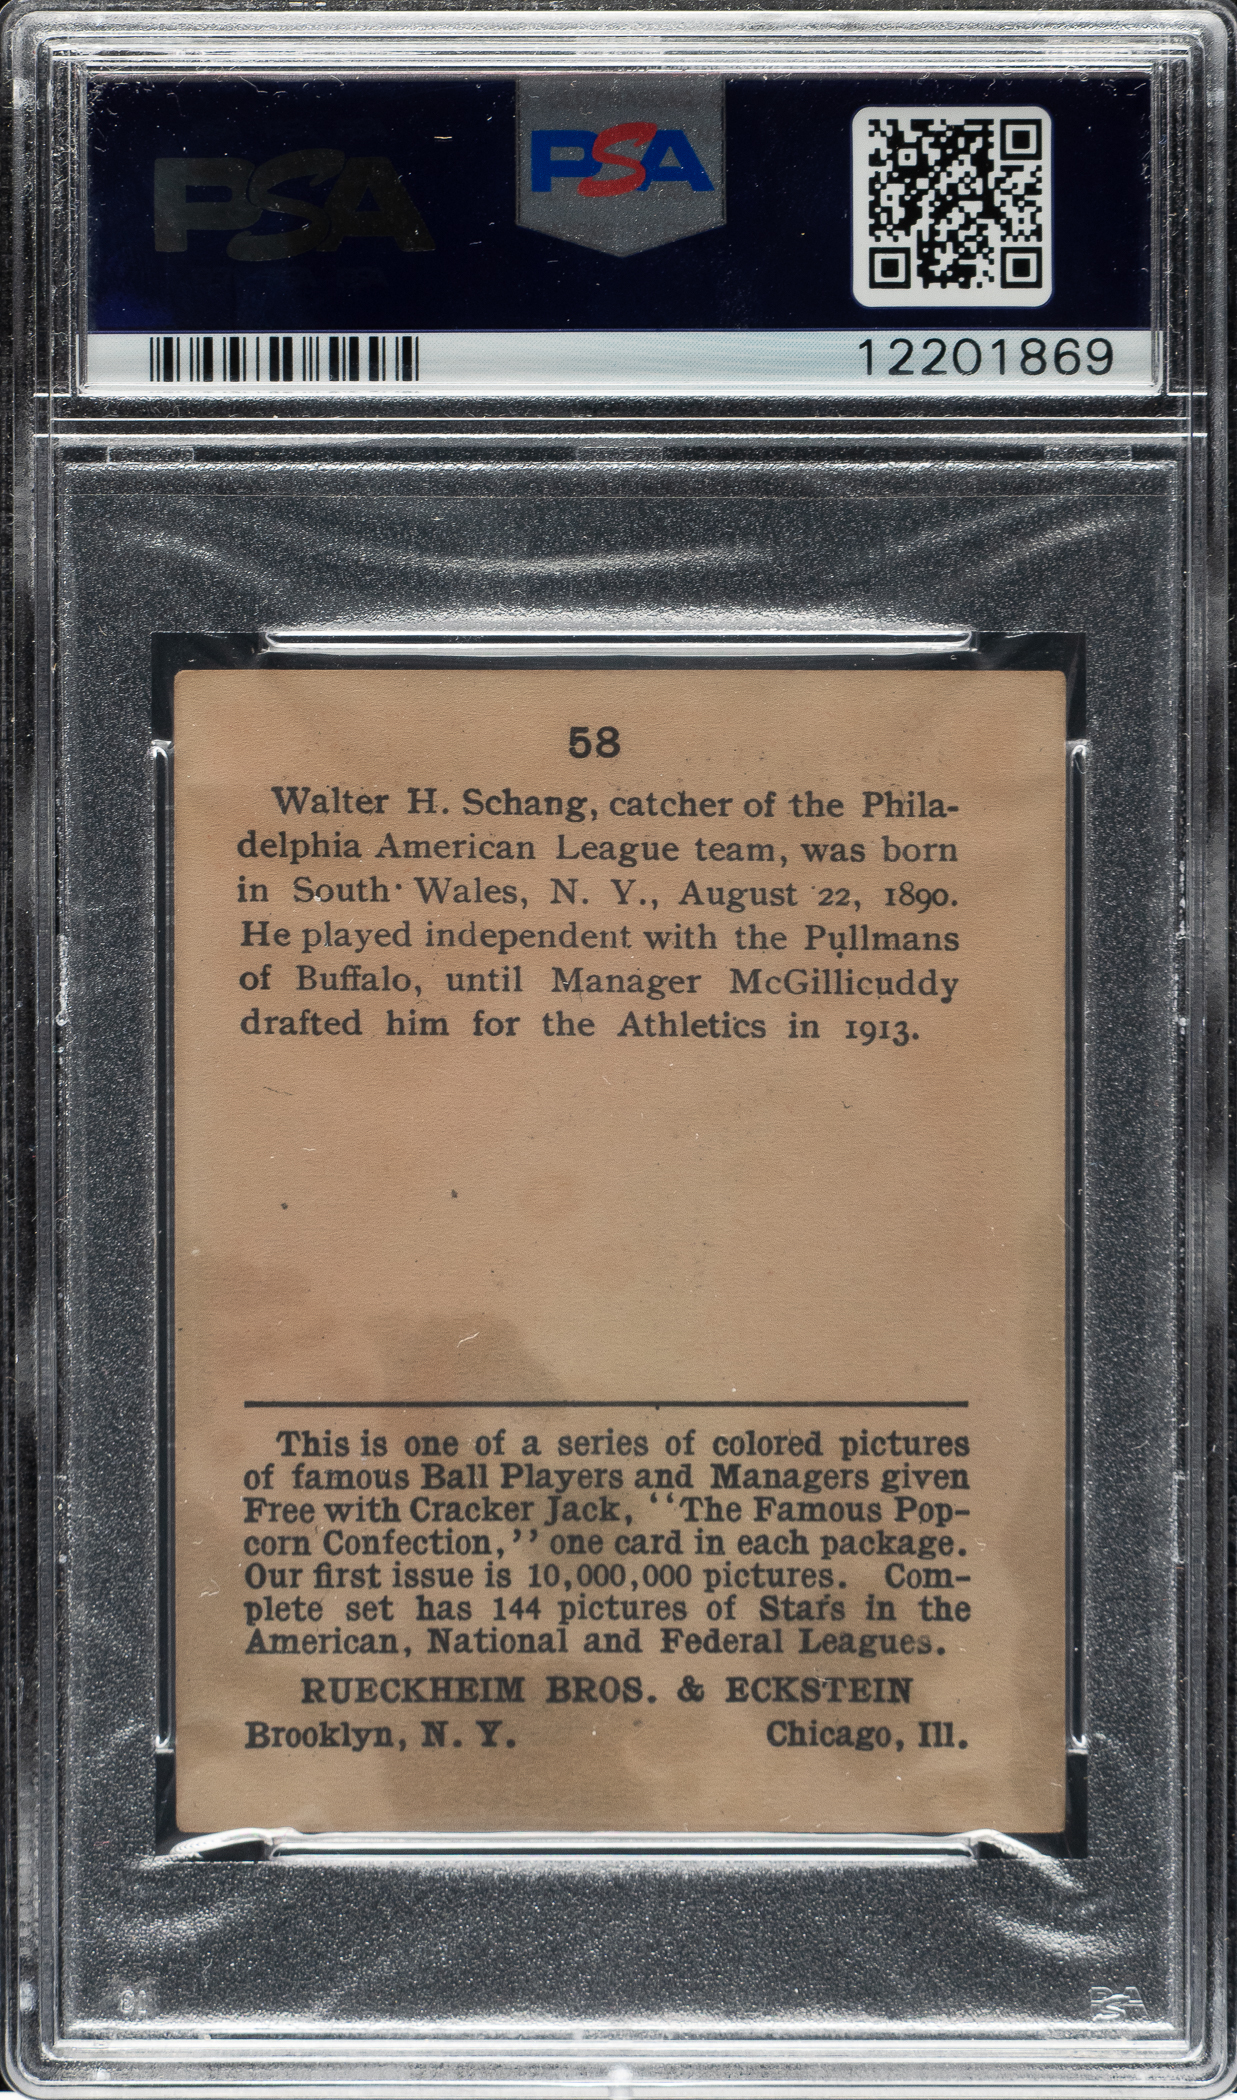 PSA
PSA
12201869
58
Walter H. Schang, catcher of the Phila-
delphia American League team, was born
in South Wales, N. Y., August 22, 1890.
He played independent with the Pullmans
of Buffalo, until Manager McGillicuddy
drafted him for the Athletics in 1913.
This is one of a series of colored pictures
of famous Ball Players and Managers given
Free with Cracker Jack, "The Famous Pop-
corn Confection," one card in each package.
Our first issue is 10,000,000 pictures. Com-
plete set has 144 pictures of Stars in the
American, National and Federal Leagues.
RUECKHEIM BROS. & ECKSTEIN
Brooklyn, N. Y. Chicago, Ill.
PSA